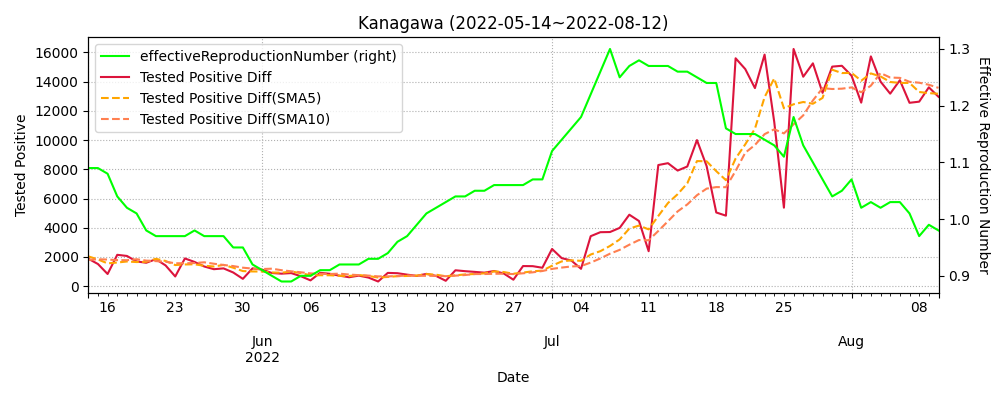 Kanagawa (2022-05-14~2022-08-12)
effectiveReproductionNumber (right)
Tested Positive Diff
Tested Positive Diff(SMA5)
Tested Positive Diff(SMA10)
Tested Positive
16000
14000
12000
10000
8000
6000
4000
2000
0
Effective Reproduction Number
1.3
1.2
1.1
1.0
0.9
16 23 30 06 13 20 27 04 11 18 25 08
Jun Jul Aug
2022
Date